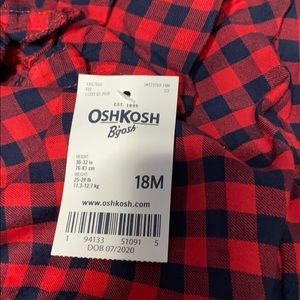 EST. 1895
OSHKOSH
B'gosh
HEIGHT:
30-32 in
76-81 cm
WEIGHT:
25-28 lb
11.3-12.7 kg
18M
www.oshkosh.com
1 94133 51091 5
DOB 07/2020